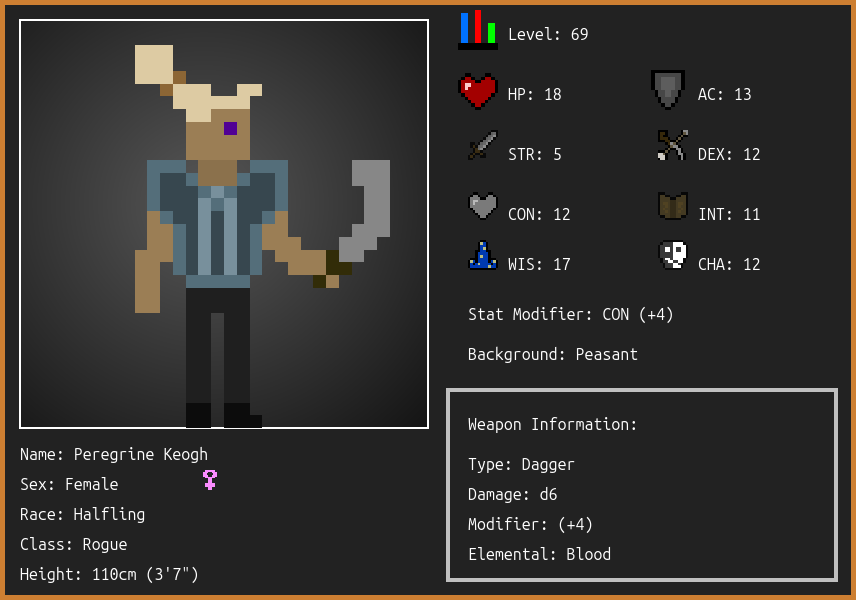 Level: 69
HP: 18
AC: 13
STR: 5
DEX: 12
CON: 12
INT: 11
WIS: 17
CHA: 12
Stat Modifier: CON (+4)
Background: Peasant
Weapon Information:
Type: Dagger
Damage: d6
Modifier: (+4)
Elemental: Blood
Name: Peregrine Keogh
Sex: Female
Race: Halfling
Class: Rogue
Height: 110cm (3'7")